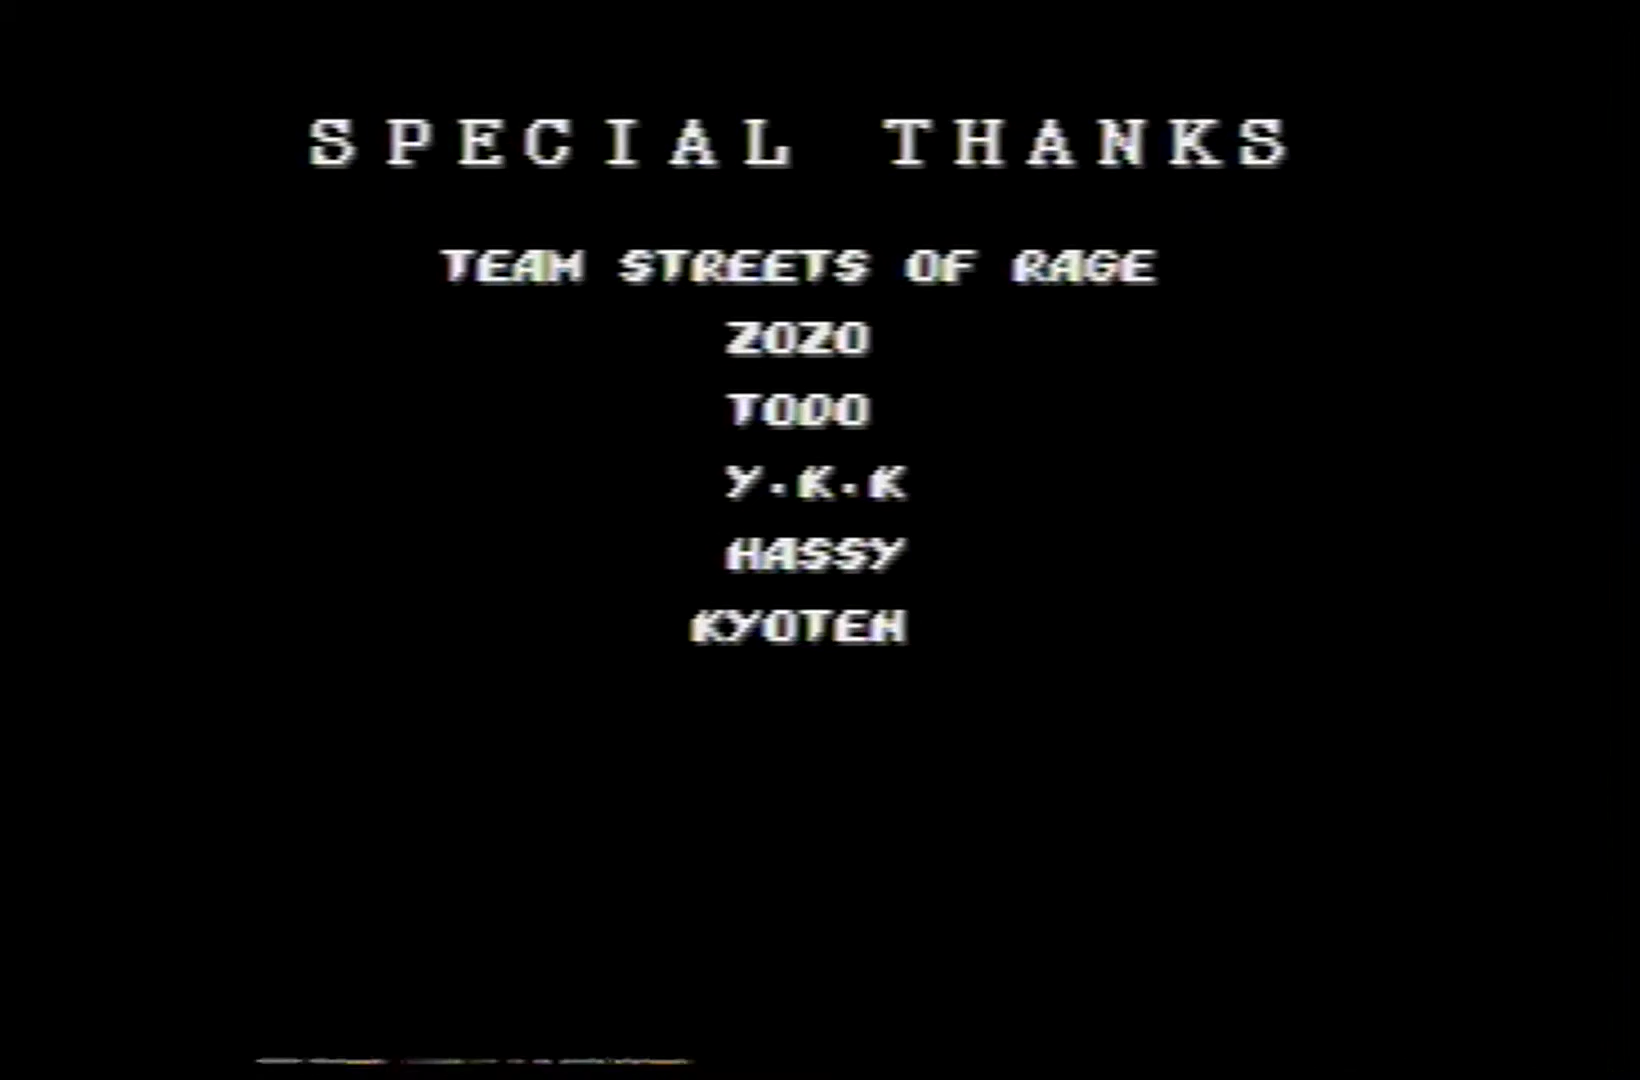 SPECIAL THANKS
TEAM STREETS OF RAGE
ZOZO
TODO
Y.K.K
HASSY
KYOTEN